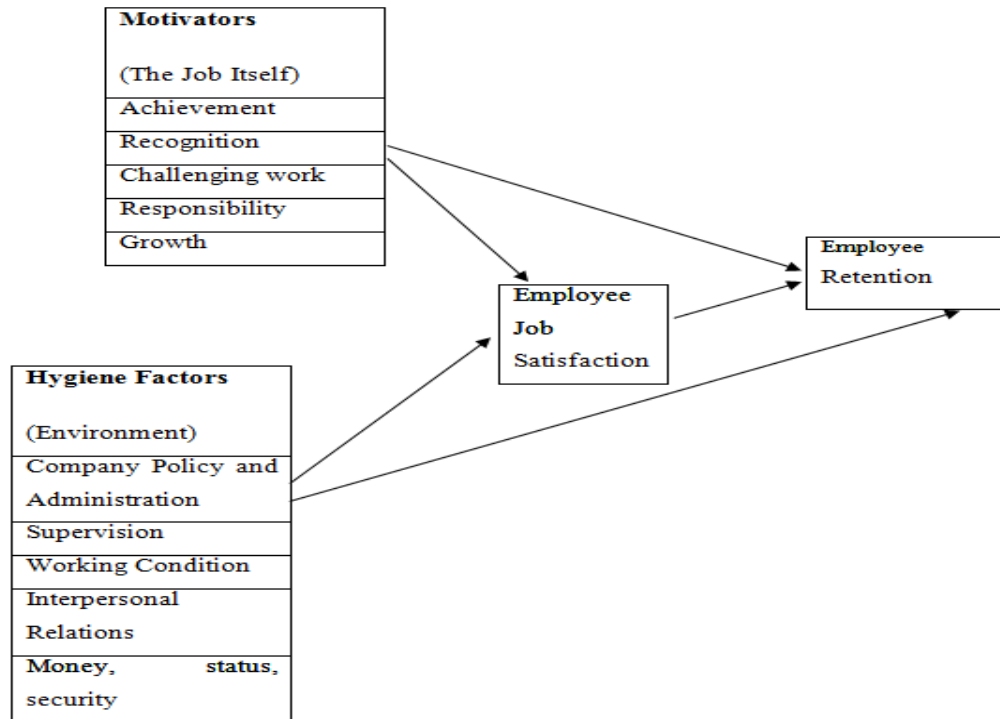 Motivators
(The Job Itself)
Achievement
Recognition
Challenging work
Responsibility
Growth
Employee
Retention
Employee
Job
Satisfaction
Hygiene Factors
(Environment)
Company Policy and
Administration
Supervision
Working Condition
Interpersonal
Relations
Money, status,
security